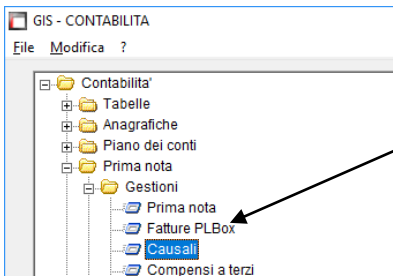 GIS - CONTABILITA
File Modifica ?
Contabilita'
Tabelle
Anagrafiche
Piano dei conti
Prima nota
Gestioni
Prima nota
Fatture PLBox
Causali
Compensi a terzi